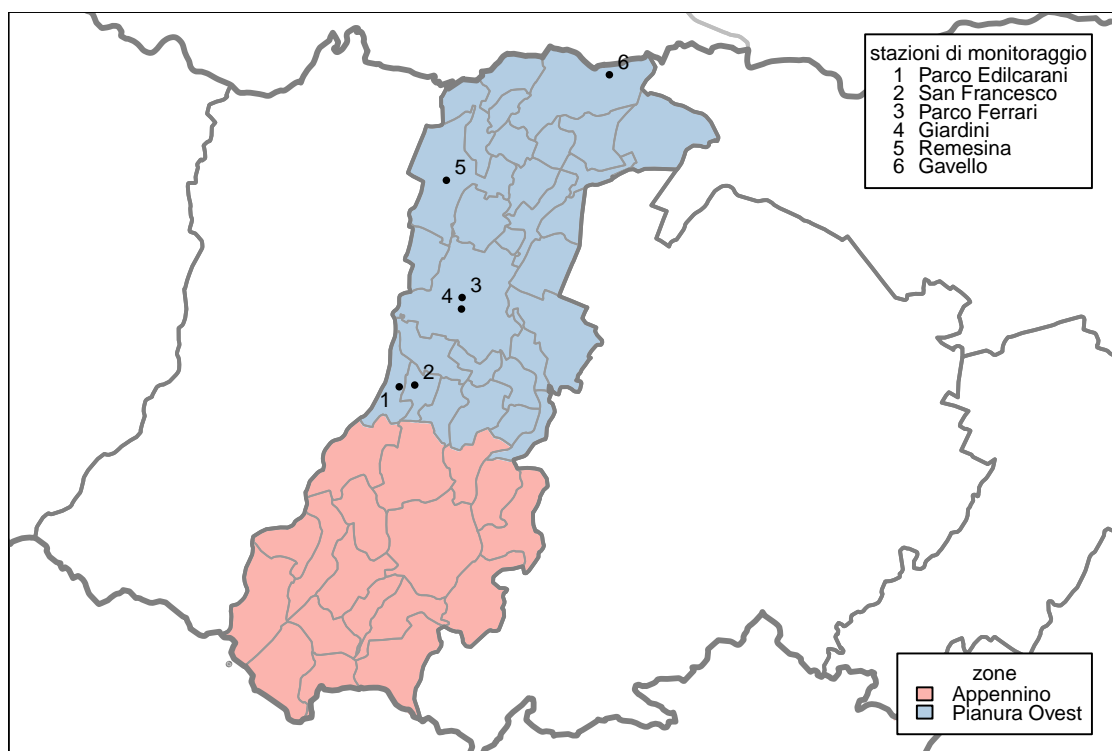 stazioni di monitoraggio
1 Parco Edilcarani
2 San Francesco
3 Parco Ferrari
4 Giardini
5 Remesina
6 Gavello
6
5
3
4
2
1
zone
Appennino
Pianura Ovest